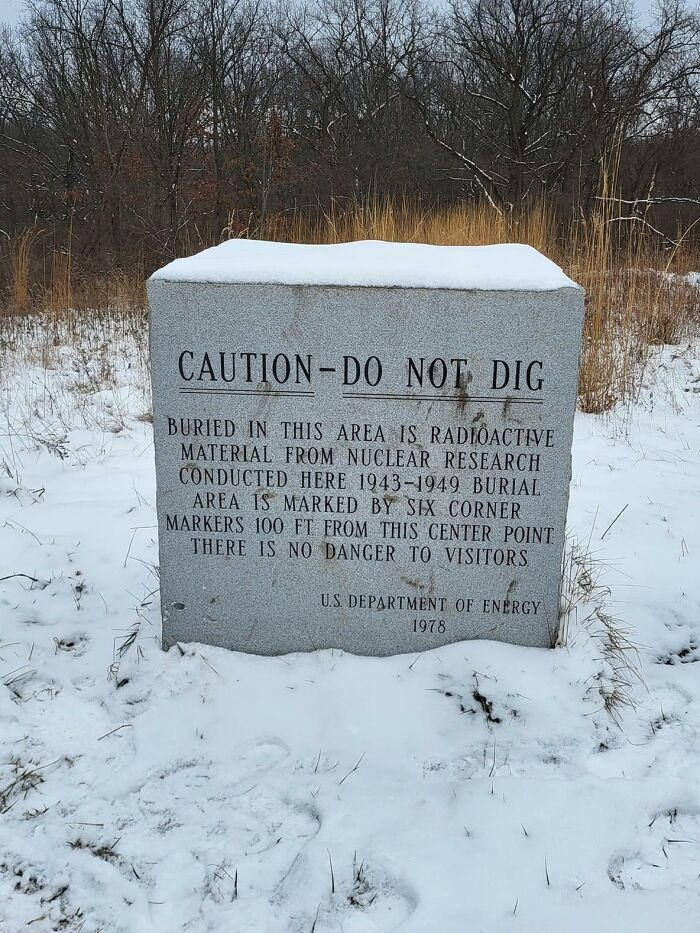 CAUTION-DO NOT DIG
BURIED IN THIS AREA IS RADIOACTIVE
MATERIAL FROM NUCLEAR RESEARCH
CONDUCTED HERE 1943-1949. BURIAL
AREA IS MARKED BY SIX CORNER
MARKERS 100 FT. FROM THIS CENTER POINT.
THERE IS NO DANGER TO VISITORS
U.S. DEPARTMENT OF ENERGY
1978